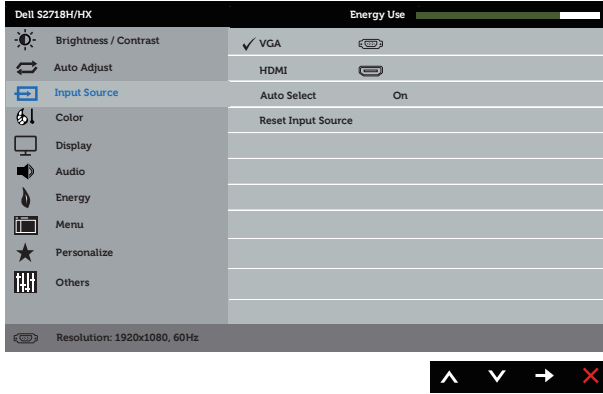 Dell S2718H/HX Energy Use
Brightness / Contrast
Auto Adjust
Input Source
Color
Display
Audio
Energy
Menu
Personalize
Others
VGA
HDMI
Auto Select On
Reset Input Source
Resolution: 1920x1080, 60Hz